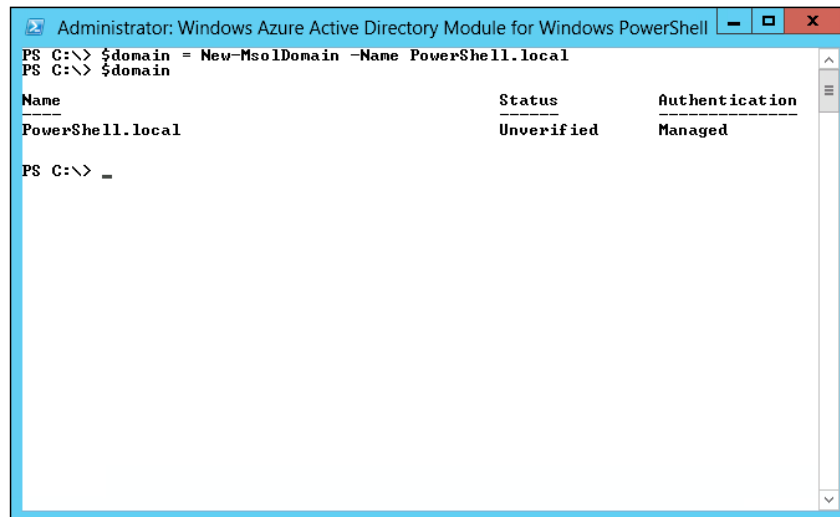 Administrator: Windows Azure Active Directory Module for Windows PowerShell
PS C:\> $domain = New-MsolDomain -Name PowerShell.local
PS C:\> $domain
Name Status Authentication
---- ------ --------------
PowerShell.local Unverified Managed
PS C:\> _